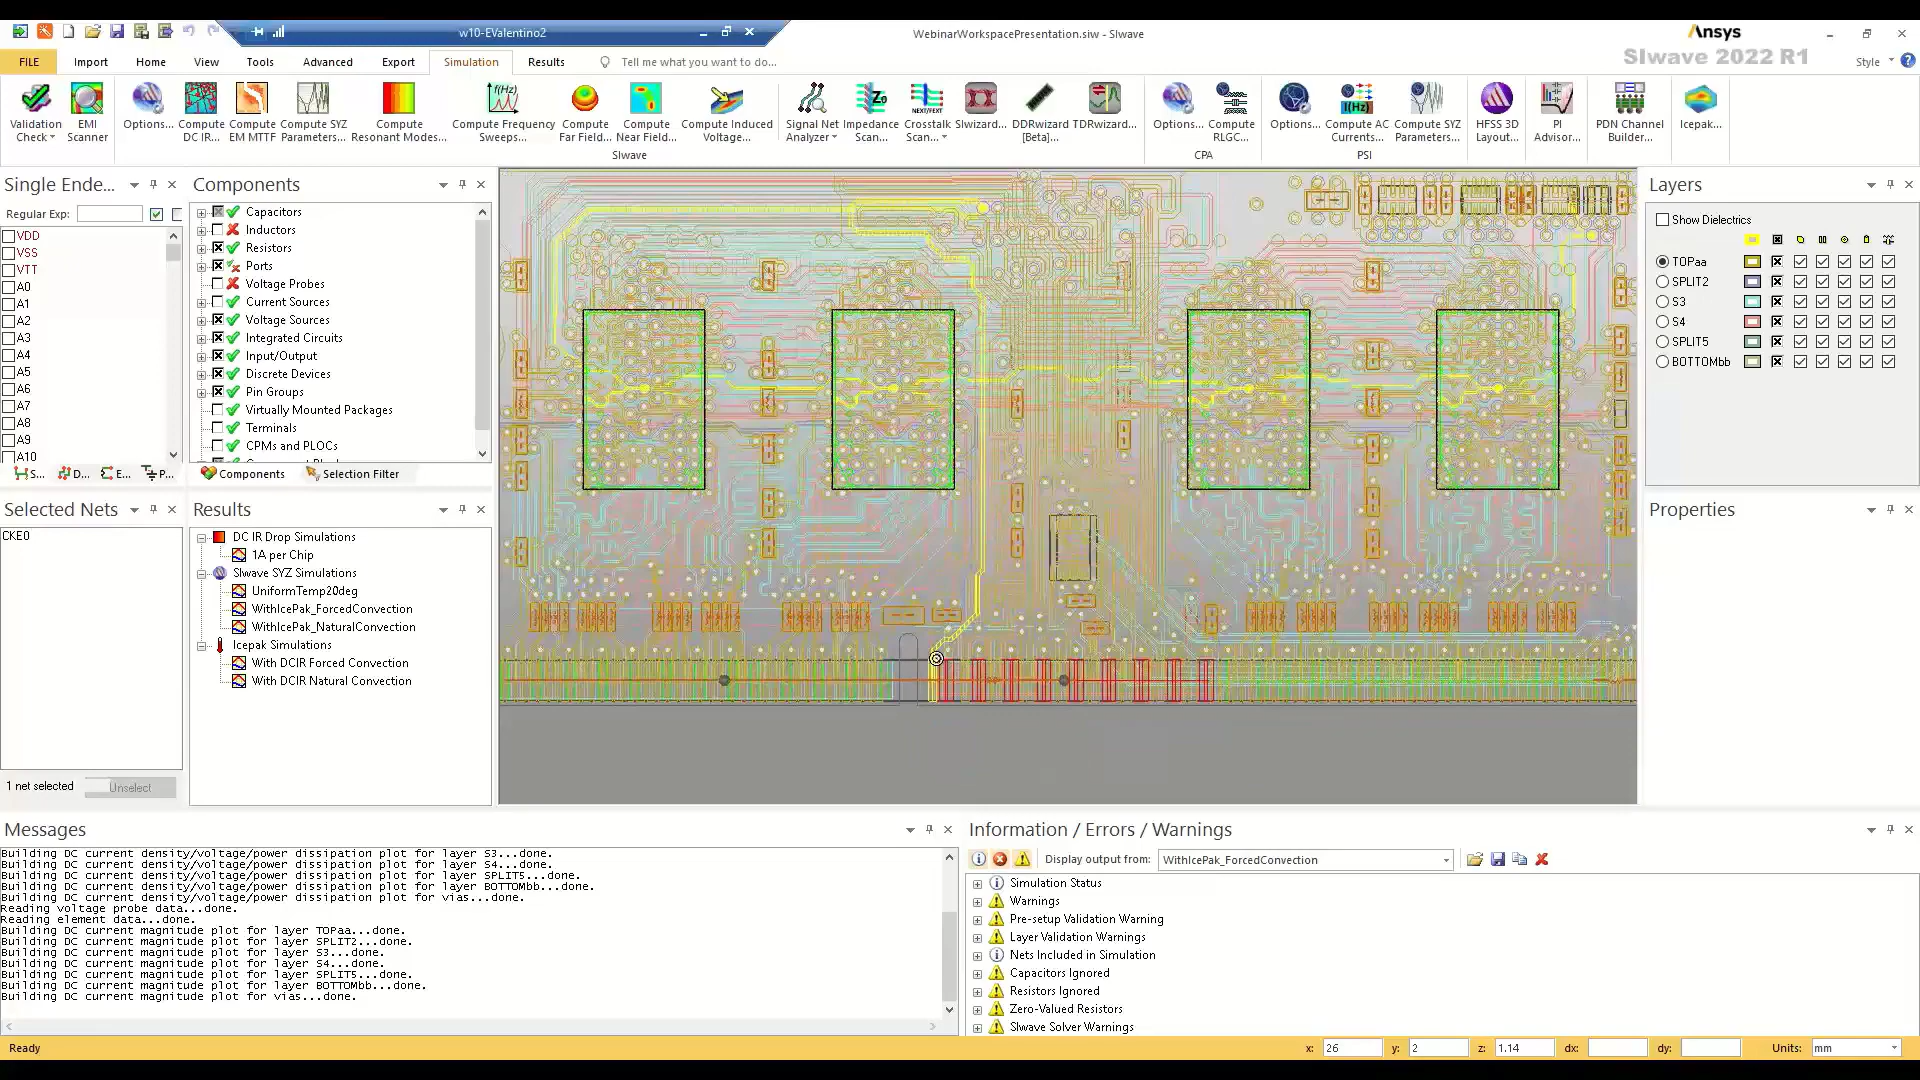 w10-EValentino2
WebinarWorkspacePresentation.siw - SIwave
Ansys
SIwave 2022 R1
FILE Import Home View Tools Advanced Export Simulation Results Tell me what you want to do...
Style
Validation Check
EMI Scanner
Options...
Compute DC IR...
Compute EM MTTF
Compute SYZ Parameters...
Compute Resonant Modes...
Compute Frequency Sweeps...
Compute Far Field...
Compute Near Field...
Compute Induced Voltage...
Signal Net Analyzer
Impedance Scan...
Crosstalk Scan...
SIwizard...
DDRwizard [Beta]...
TDRwizard...
Options...
Compute RLGC...
Options...
Compute AC Currents...
Compute SYZ Parameters...
HFSS 3D Layout...
PI Advisor...
PDN Channel Builder...
Icepak...
SIwave
CPA
PSI
Single Ende...
Regular Exp:
VDD
VSS
VTT
A0
A1
A2
A3
A4
A5
A6
A7
A8
A9
A10
S... D... E... P...
Components
Capacitors
Inductors
Resistors
Ports
Voltage Probes
Current Sources
Voltage Sources
Integrated Circuits
Input/Output
Discrete Devices
Pin Groups
Virtually Mounted Packages
Terminals
CPMs and PLOCs
Components Selection Filter
Selected Nets
CKE0
1 net selected Unselect
Results
DC IR Drop Simulations
1A per Chip
SIwave SYZ Simulations
UniformTemp20deg
WithIcePak_ForcedConvection
WithIcePak_NaturalConvection
Icepak Simulations
With DCIR Forced Convection
With DCIR Natural Convection
Layers
Show Dielectrics
TOPaa
SPLIT2
S3
S4
SPLIT5
BOTTOMbb
Properties
Messages
Building DC current density/voltage/power dissipation plot for layer S3...done.
Building DC current density/voltage/power dissipation plot for layer S4...done.
Building DC current density/voltage/power dissipation plot for layer SPLIT5...done.
Building DC current density/voltage/power dissipation plot for layer BOTTOMbb...done.
Building DC current density/voltage/power dissipation plot for vias...done.
Reading voltage probe data...done.
Reading element data...done.
Building DC current magnitude plot for layer TOPaa...done.
Building DC current magnitude plot for layer SPLIT2...done.
Building DC current magnitude plot for layer S3...done.
Building DC current magnitude plot for layer S4...done.
Building DC current magnitude plot for layer SPLIT5...done.
Building DC current magnitude plot for layer BOTTOMbb...done.
Building DC current magnitude plot for vias...done.
Information / Errors / Warnings
Display output from: WithIcePak_ForcedConvection
Simulation Status
Warnings
Pre-setup Validation Warning
Layer Validation Warnings
Nets Included in Simulation
Capacitors Ignored
Resistors Ignored
Zero-Valued Resistors
SIwave Solver Warnings
Ready
x: 26 y: 2 z: 1.14 dx: dy: Units: mm